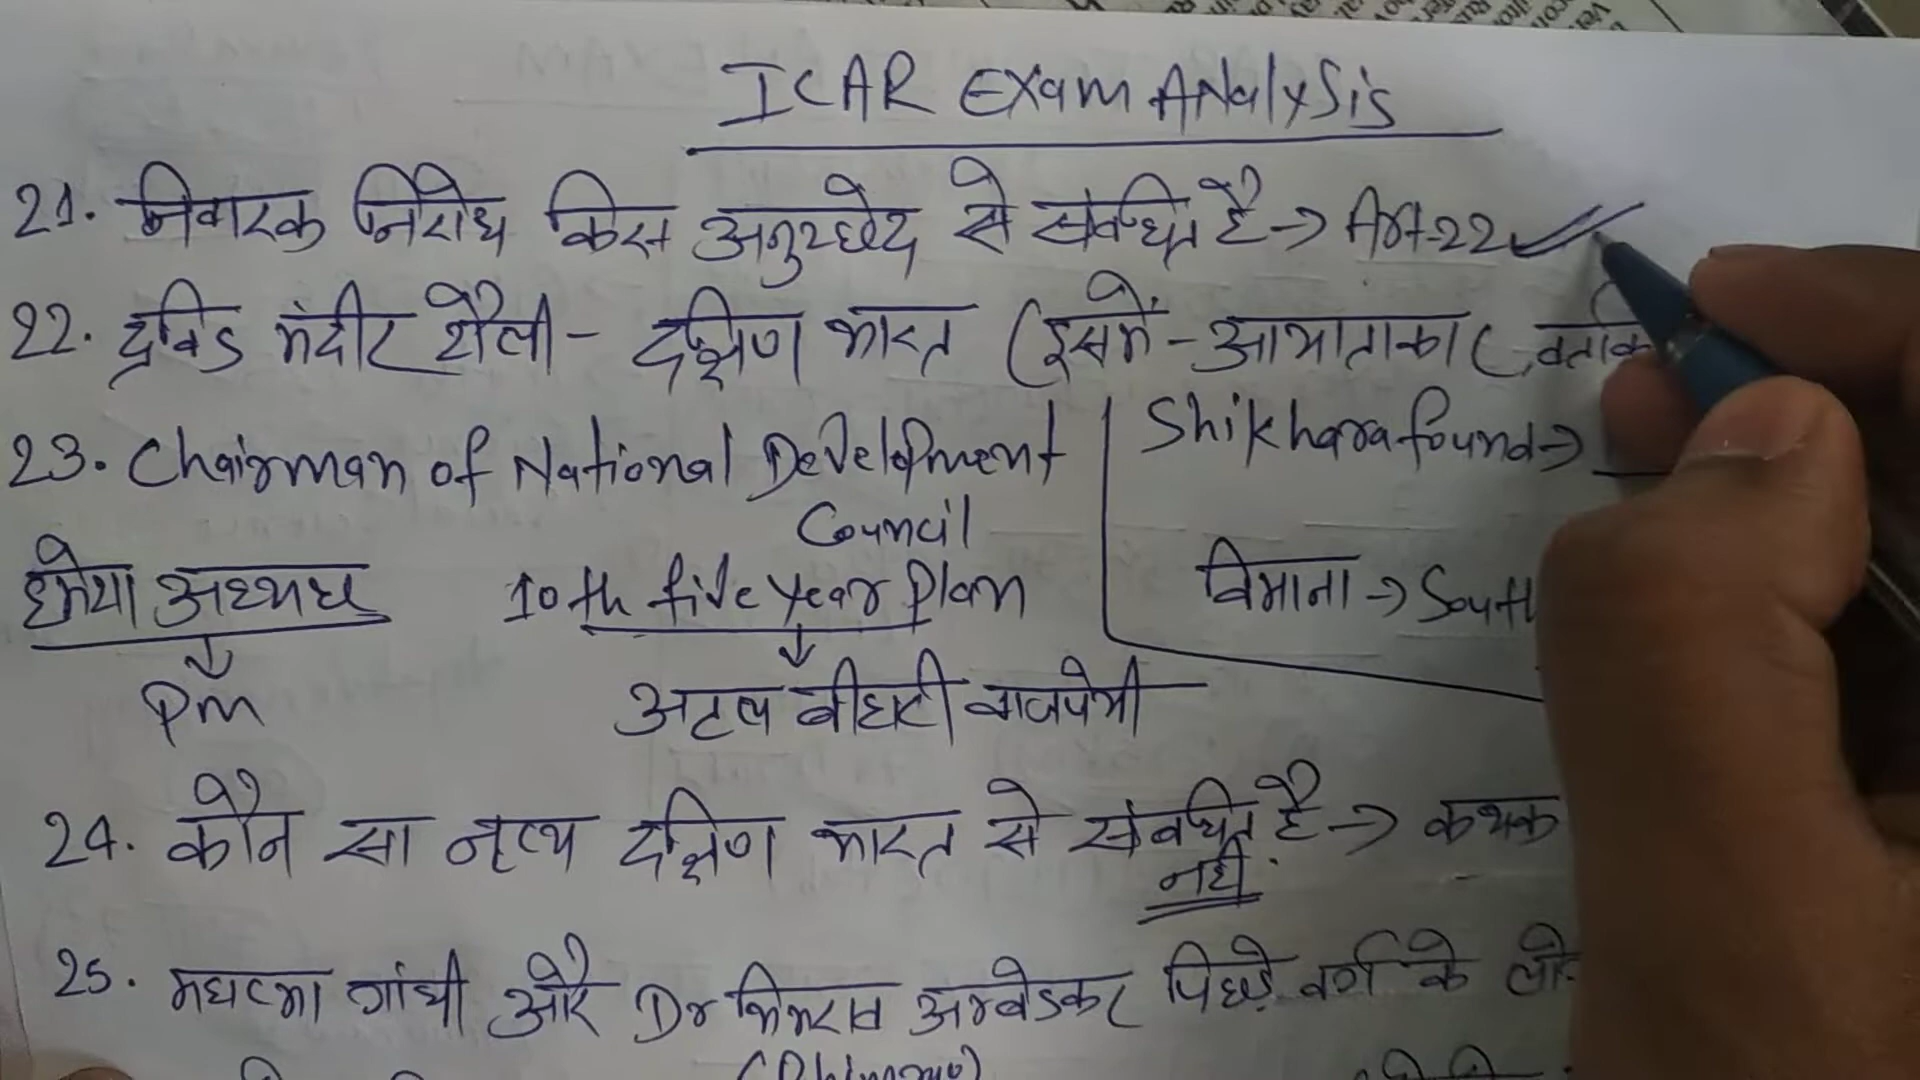 ICAR Exam Analysis
21. निवारक निरोध किस अनुच्छेद से संबंधित है → Art-22
22. द्रविड मंदीर शैली - दक्षिण भारत (इसमें - आयाताकार,
23. Chairman of National Development
Council
Shikhara found →
विमाना → South
हमेशा अध्यक्ष
10th five year Plan
↓
↓
Pm
अटल बीहारी वाजपेयी
24. कौन सा नृत्य दक्षिण भारत से संबंधित है → कथक
नही
25. महात्मा गांधी और Dr भिमराव अम्बेडकर पिछड़े वर्ग के